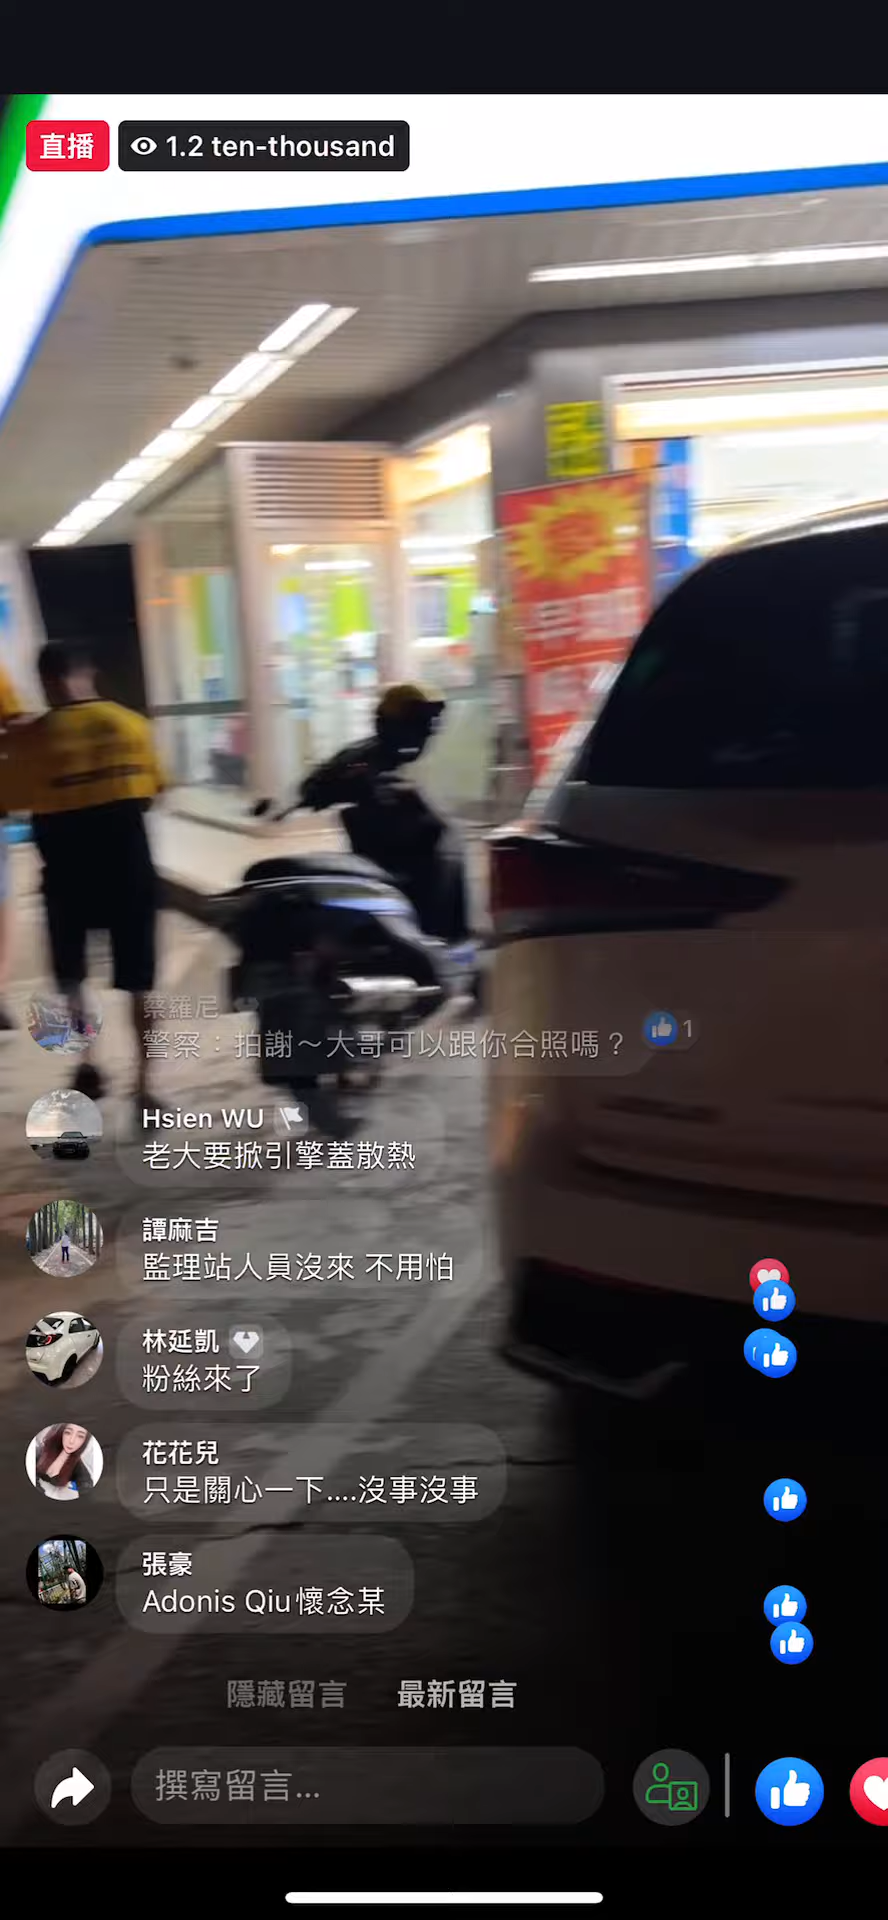 直播
1.2 ten-thousand
蔡羅尼
警察：拍謝～大哥可以跟你合照嗎？
1
Hsien WU
老大要掀引擎蓋散熱
譚麻吉
監理站人員沒來 不用怕
林延凱
粉絲來了
花花兒
只是關心一下....沒事沒事
張豪
Adonis Qiu懷念某
隱藏留言
最新留言
撰寫留言...